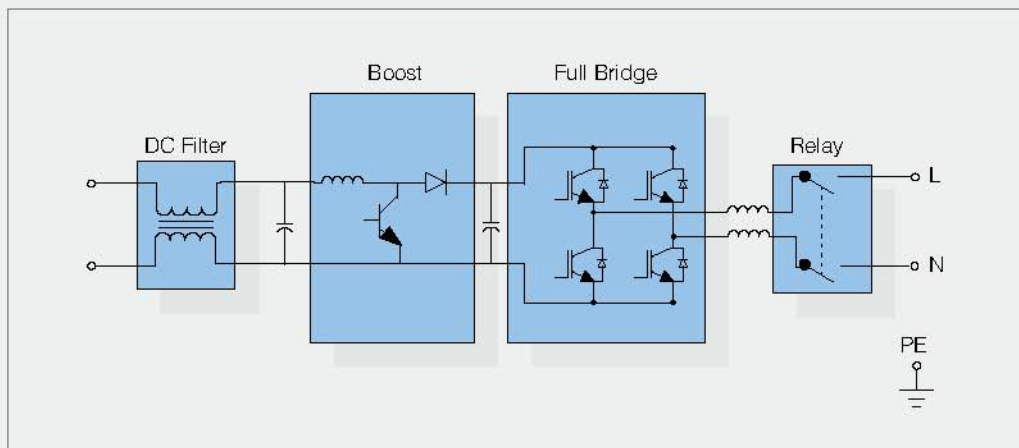 Boost
Full Bridge
DC Filter
Relay
L
N
PE